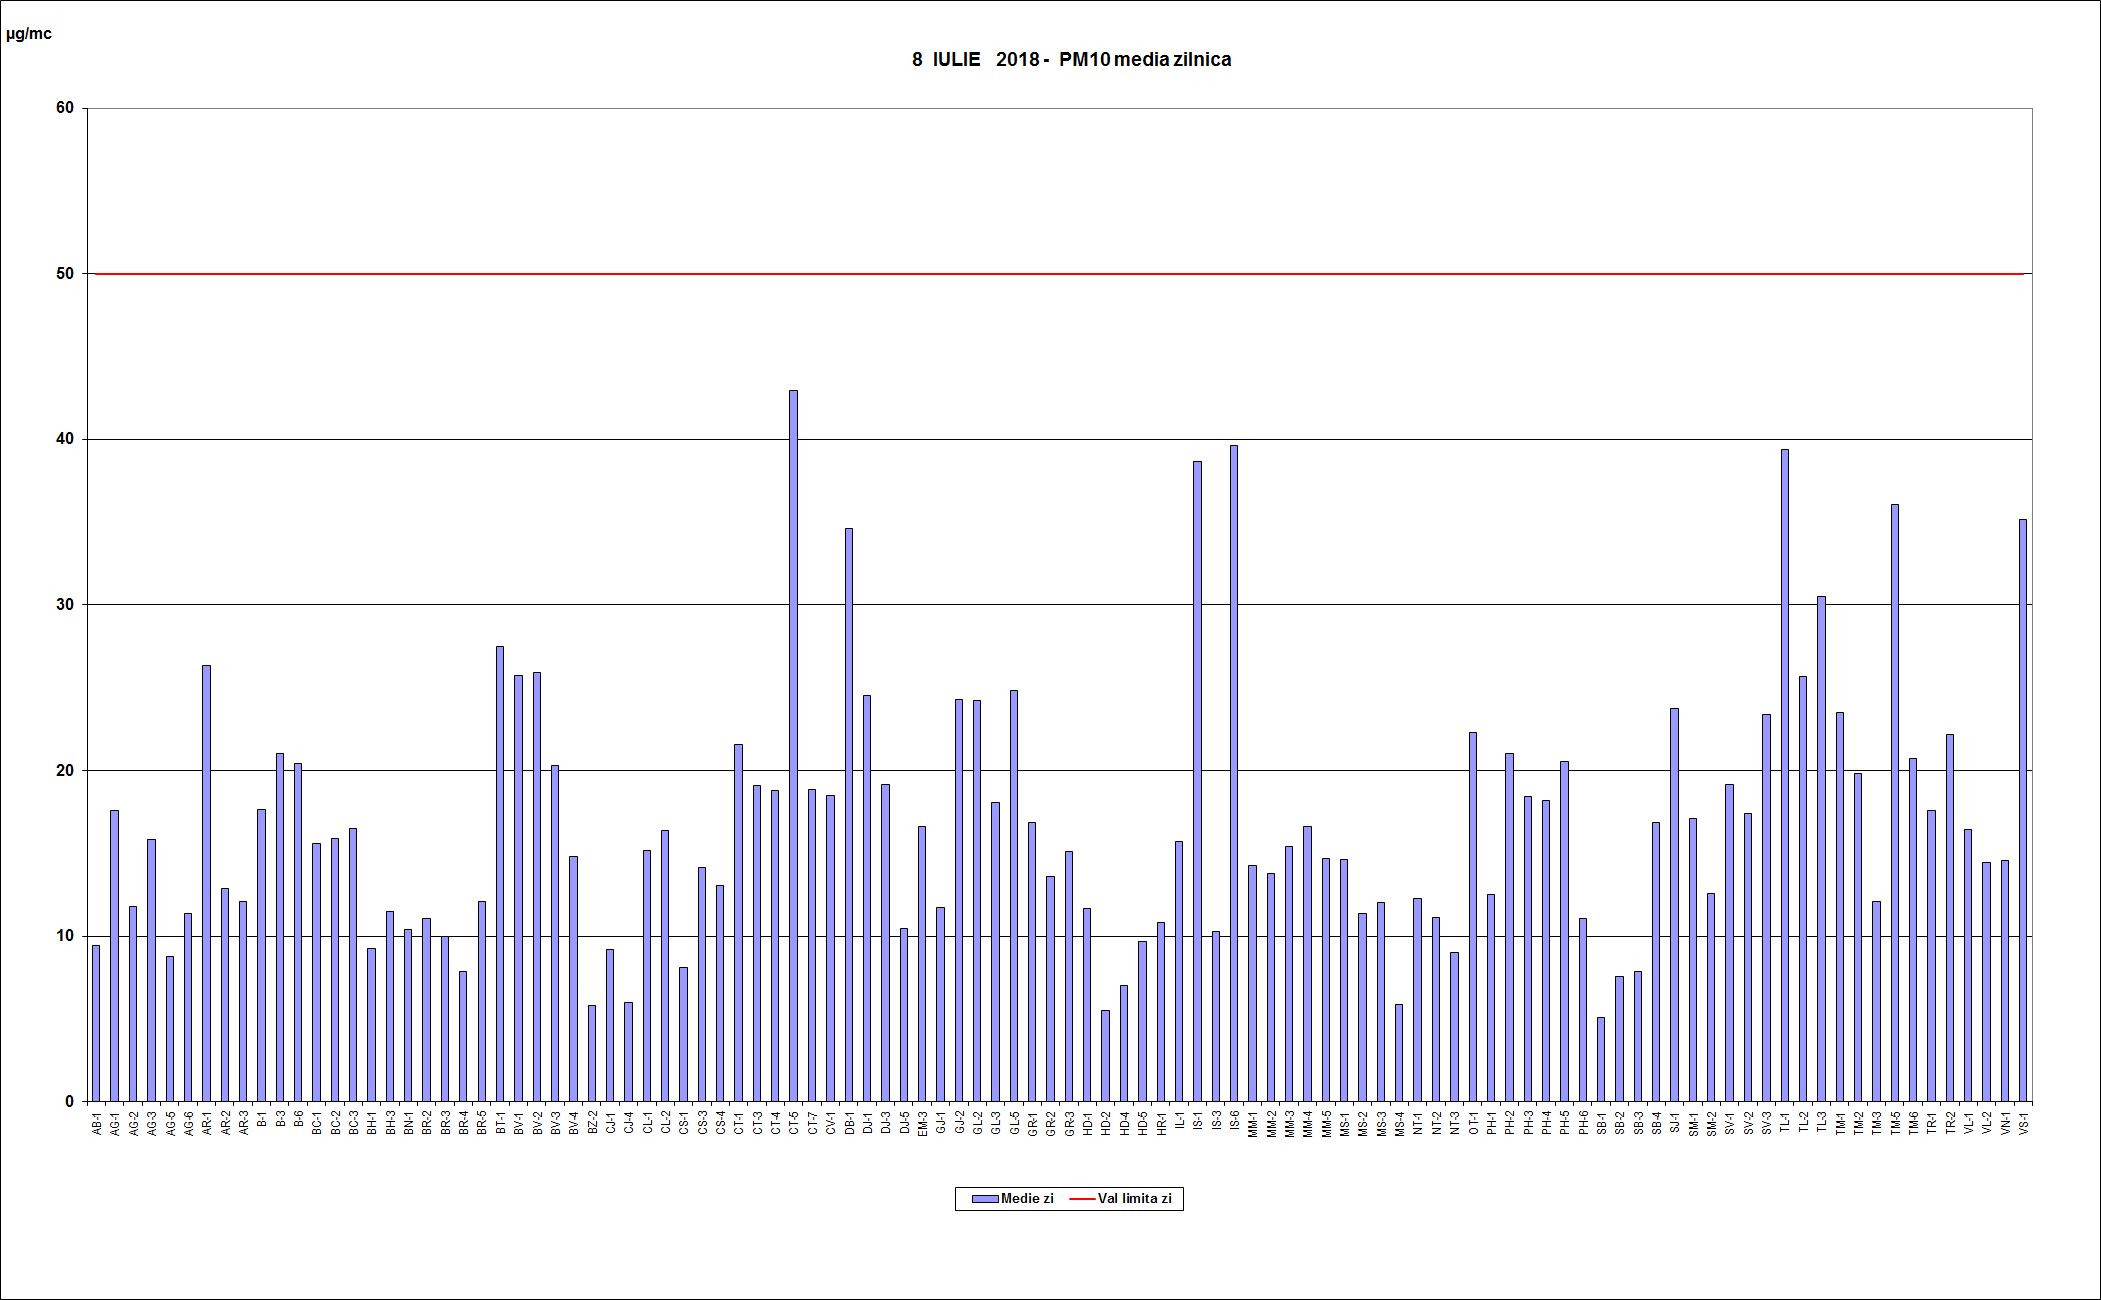 µg/mc
8 IULIE 2018 - PM10 media zilnica
60
50
40
30
20
10
0
AB-1 AG-1 AG-2 AG-3 AG-5 AG-6 AR-1 AR-2 AR-3 B-1 B-3 B-6 BC-1 BC-2 BC-3 BH-1 BH-3 BN-1 BR-2 BR-3 BR-4 BR-5 BT-1 BV-1 BV-2 BV-3 BV-4 BZ-2 CJ-1 CJ-4 CL-1 CL-2 CS-1 CS-3 CS-4 CT-1 CT-3 CT-4 CT-5 CT-7 CV-1 DB-1 DJ-1 DJ-3 DJ-5 EM-3 GJ-1 GJ-2 GL-2 GL-3 GL-5 GR-1 GR-2 GR-3 HD-1 HD-2 HD-4 HD-5 HR-1 IL-1 IS-1 IS-3 IS-6 MM-1 MM-2 MM-3 MM-4 MM-5 MS-1 MS-2 MS-3 MS-4 NT-1 NT-2 NT-3 OT-1 PH-1 PH-2 PH-3 PH-4 PH-5 PH-6 SB-1 SB-2 SB-3 SB-4 SJ-1 SM-1 SM-2 SV-1 SV-2 SV-3 TL-1 TL-2 TL-3 TM-1 TM-2 TM-3 TM-5 TM-6 TR-1 TR-2 VL-1 VL-2 VN-1 VS-1
Medie zi Val limita zi